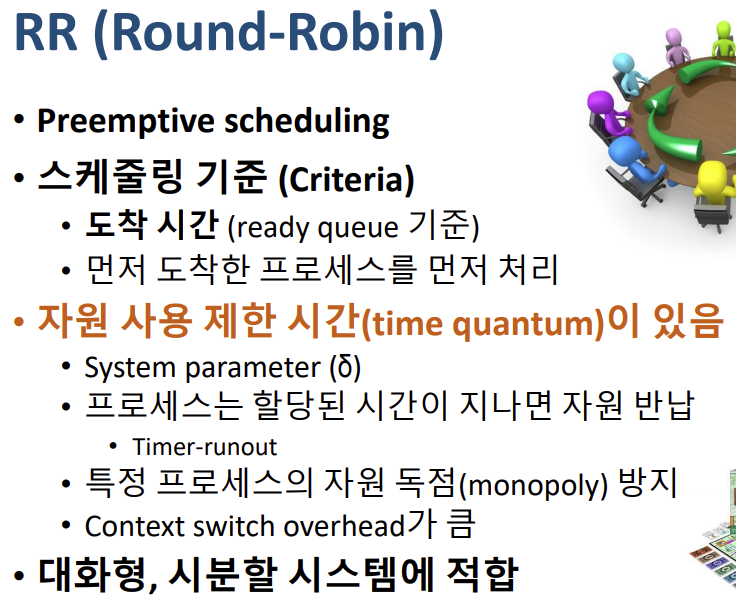 RR (Round-Robin)
• Preemptive scheduling
• 스케줄링 기준 (Criteria)
• 도착 시간 (ready queue 기준)
• 먼저 도착한 프로세스를 먼저 처리
• 자원 사용 제한 시간(time quantum)이 있음
• System parameter (δ)
• 프로세스는 할당된 시간이 지나면 자원 반납
• Timer-runout
• 특정 프로세스의 자원 독점(monopoly) 방지
• Context switch overhead가 큼
• 대화형, 시분할 시스템에 적합